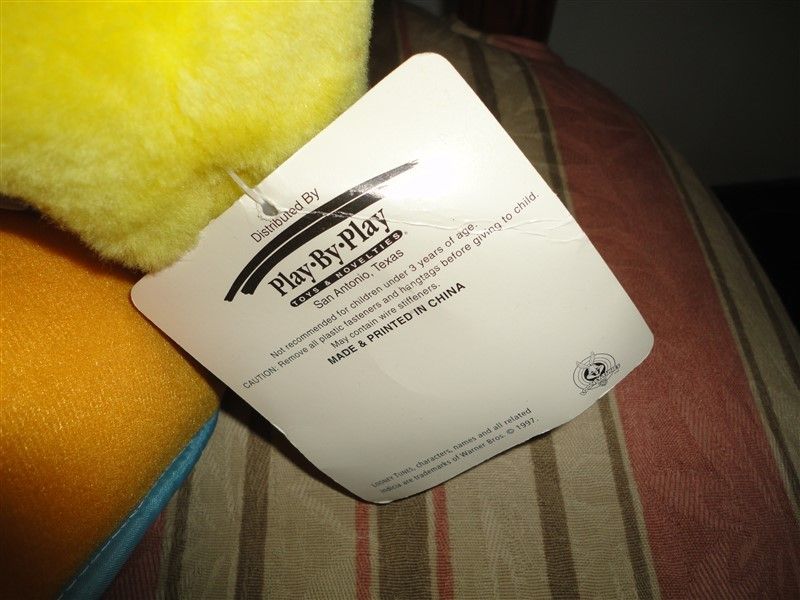 Distributed By
Play·By·Play
TOYS & NOVELTIES
San Antonio, Texas
Not recommended for children under 3 years of age.
CAUTION: Remove all plastic fasteners and hangtags before giving to child.
May contain wire stiffeners.
MADE & PRINTED IN CHINA
LOONEY TUNES, characters, names and all related
indicia are trademarks of Warner Bros. © 1997.